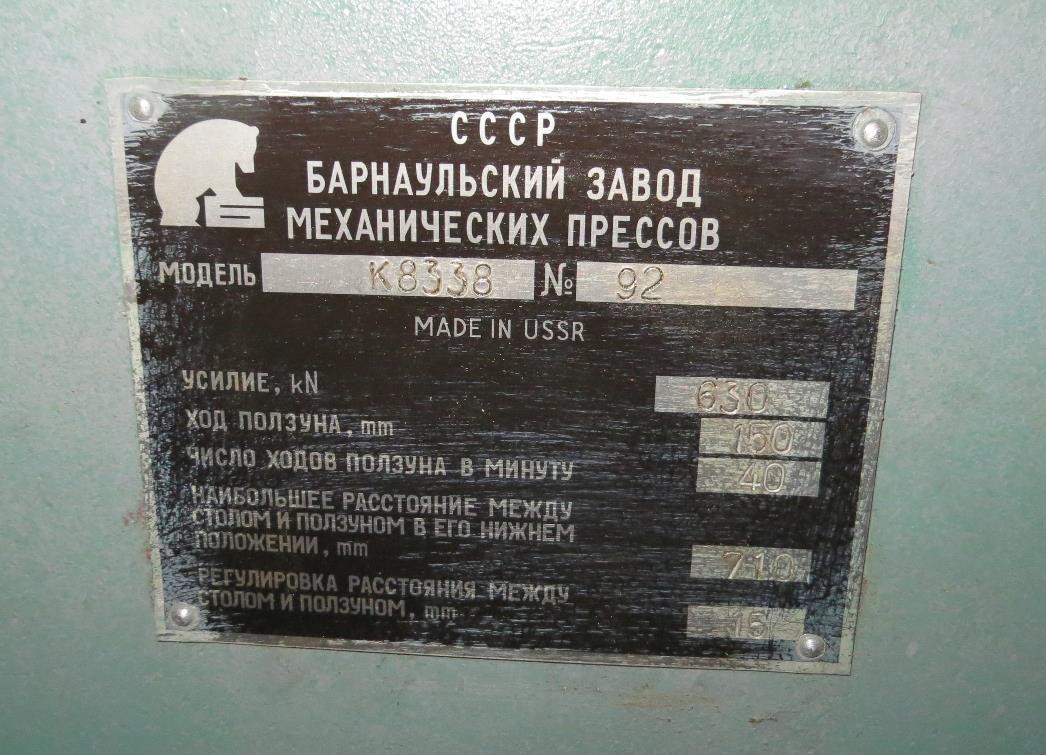 СССР
БАРНАУЛЬСКИЙ ЗАВОД
МЕХАНИЧЕСКИХ ПРЕССОВ
МОДЕЛЬ К8338 № 92
MADE IN USSR
УСИЛИЕ, kN 630
ХОД ПОЛЗУНА, mm 150
ЧИСЛО ХОДОВ ПОЛЗУНА В МИНУТУ 40
НАИБОЛЬШЕЕ РАССТОЯНИЕ МЕЖДУ
СТОЛОМ И ПОЛЗУНОМ В ЕГО НИЖНЕМ
ПОЛОЖЕНИИ, mm 710
РЕГУЛИРОВКА РАССТОЯНИЯ МЕЖДУ
СТОЛОМ И ПОЛЗУНОМ, mm 15